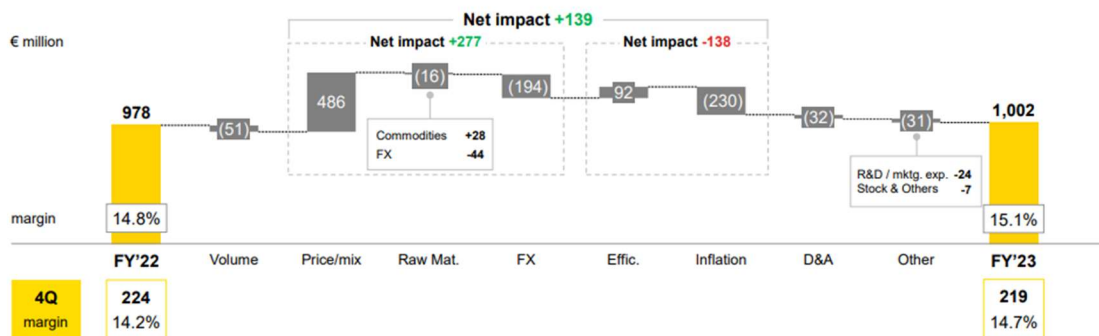 Net impact +139
€ million
Net impact +277
Net impact -138
978
(51)
486
(16)
(194)
92
(230)
(32)
(31)
1,002
Commodities +28
FX -44
R&D / mktg. exp. -24
Stock & Others -7
margin
14.8%
15.1%
FY'22
Volume
Price/mix
Raw Mat.
FX
Effic.
Inflation
D&A
Other
FY'23
4Q
margin
224
14.2%
219
14.7%